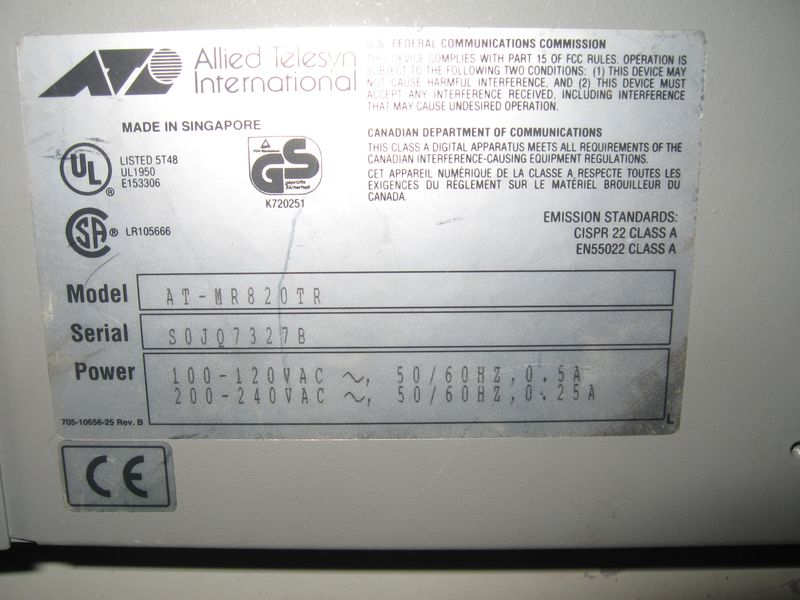 Allied Telesyn
International
U.S. FEDERAL COMMUNICATIONS COMMISSION
THIS DEVICE COMPLIES WITH PART 15 OF FCC RULES. OPERATION IS
SUBJECT TO THE FOLLOWING TWO CONDITIONS: (1) THIS DEVICE MAY
NOT CAUSE HARMFUL INTERFERENCE, AND (2) THIS DEVICE MUST
ACCEPT ANY INTERFERENCE RECEIVED, INCLUDING INTERFERENCE
THAT MAY CAUSE UNDESIRED OPERATION.
MADE IN SINGAPORE
UL ®
LISTED 5T48
UL1950
E153306
GS
geprüfte
Sicherheit
K720251
CANADIAN DEPARTMENT OF COMMUNICATIONS
THIS CLASS A DIGITAL APPARATUS MEETS ALL REQUIREMENTS OF THE
CANADIAN INTERFERENCE-CAUSING EQUIPMENT REGULATIONS.
CET APPAREIL NUMÉRIQUE DE LA CLASSE A RESPECTE TOUTES LES
EXIGENCES DU RÈGLEMENT SUR LE MATÉRIEL BROUILLEUR DU
CANADA.
SA ® LR105666
EMISSION STANDARDS:
CISPR 22 CLASS A
EN55022 CLASS A
Model AT-MR820TR
Serial S0JQ7327B
Power 100-120VAC ~, 50/60HZ, 0.5A
200-240VAC ~, 50/60HZ, 0.25A
705-10656-25 Rev. B
L
CE